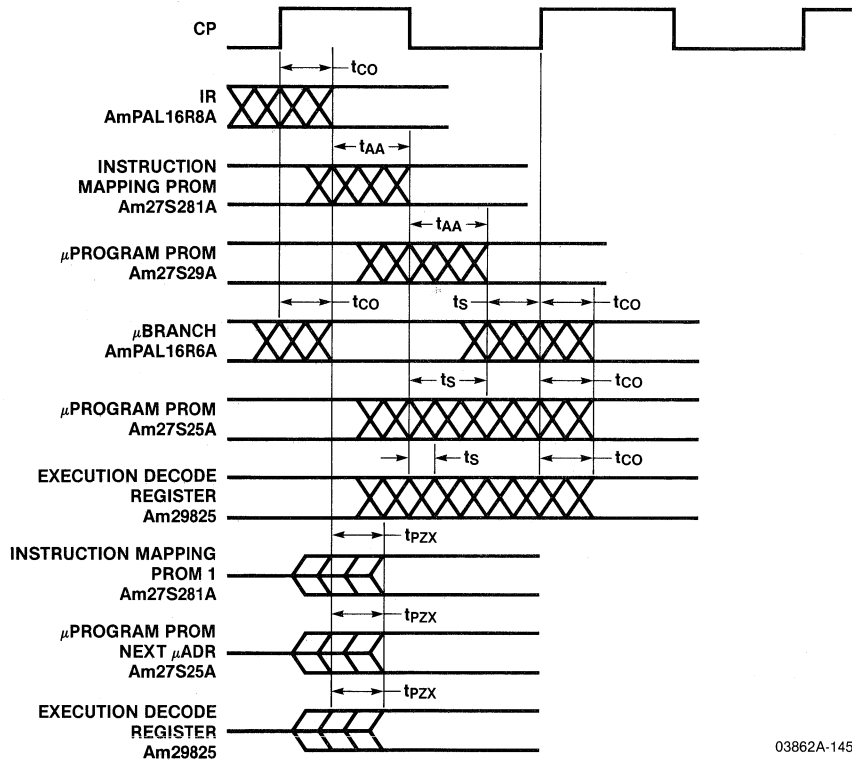 CP
tCO
IR
AmPAL16R8A
tAA
INSTRUCTION
MAPPING PROM
Am27S281A
tAA
μPROGRAM PROM
Am27S29A
tCO
tS
tCO
μBRANCH
AmPAL16R6A
tS
tCO
μPROGRAM PROM
Am27S25A
tS
tCO
EXECUTION DECODE
REGISTER
Am29825
tPZX
INSTRUCTION MAPPING
PROM 1
Am27S281A
tPZX
μPROGRAM PROM
NEXT μADR
Am27S25A
tPZX
EXECUTION DECODE
REGISTER
Am29825
03862A-145